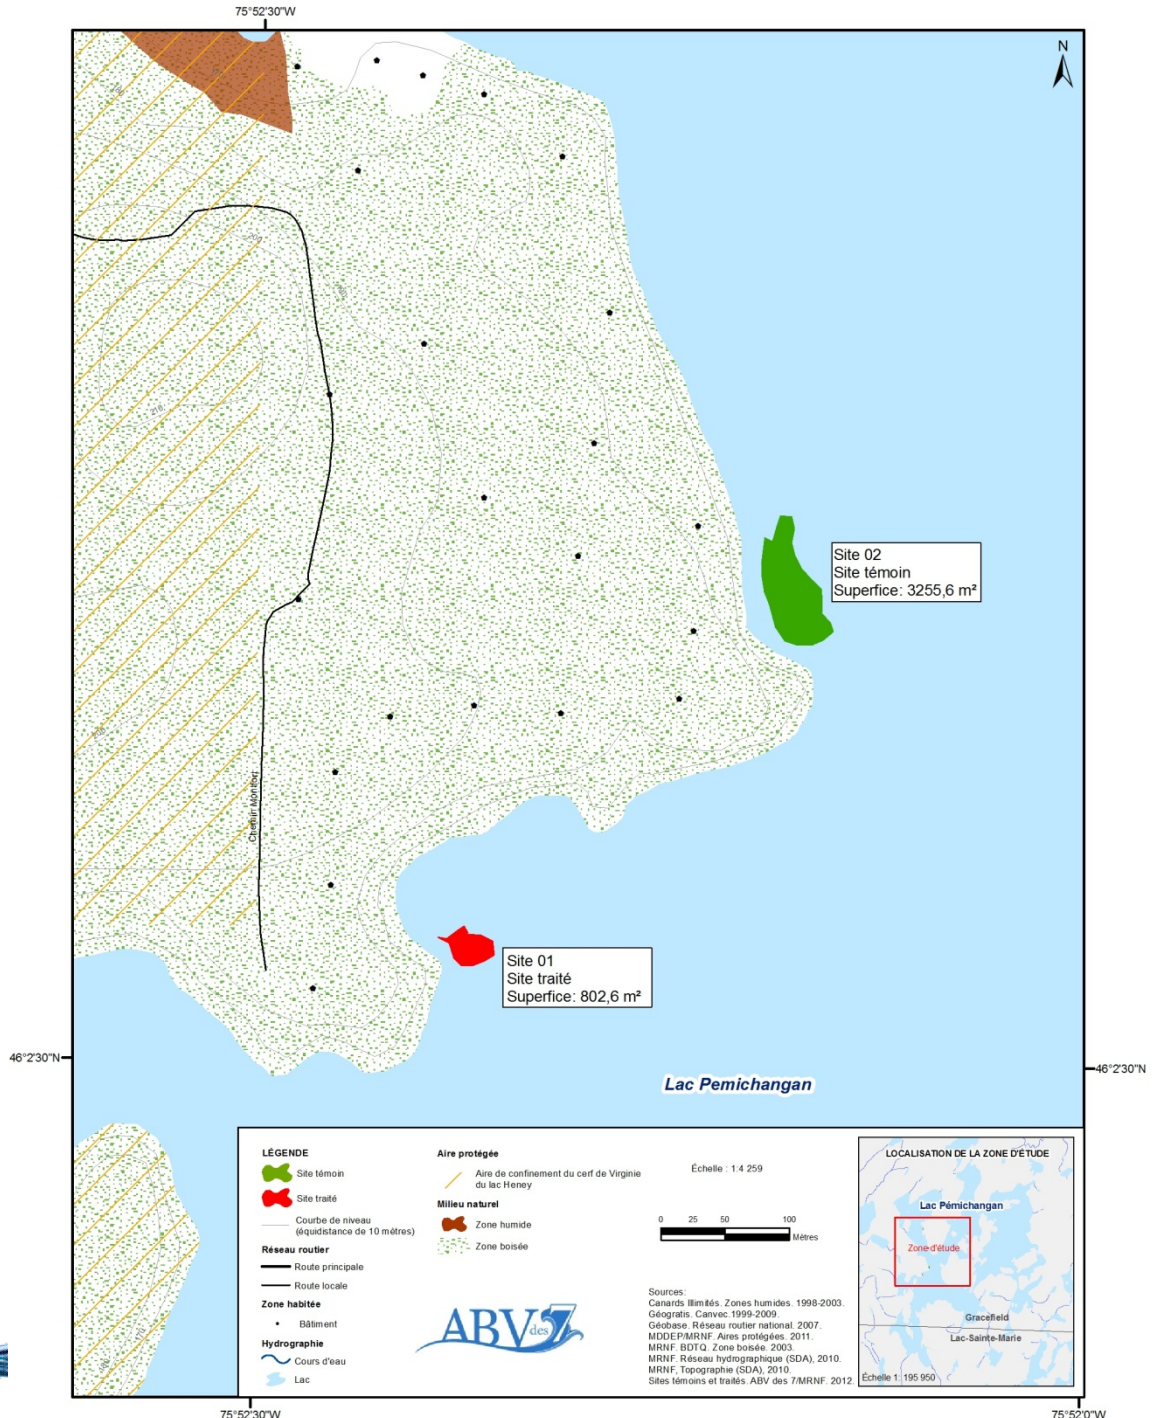 75°52'30"W
N
200
210
Site 02
Site témoin
Superfice: 3255,6 m²
Chemin Montfort
Site 01
Site traité
Superfice: 802,6 m²
46°2'30"N
46°2'30"N
Lac Pemichangan
LÉGENDE
Site témoin
Site traité
Courbe de niveau
(équidistance de 10 mètres)
Réseau routier
Route principale
Route locale
Zone habitée
Bâtiment
Hydrographie
Cours d'eau
Lac
Aire protégée
Aire de confinement du cerf de Virginie
du lac Heney
Milieu naturel
Zone humide
Zone boisée
ABV des 7
Échelle : 1:4 259
0 25 50 100
Mètres
Sources:
Canards Illimités. Zones humides. 1998-2003.
Géogratis. Canvec.1999-2009.
Géobase. Réseau routier national. 2007.
MDDEP/MRNF. Aires protégées. 2011.
MRNF. BDTQ. Zone boisée. 2003.
MRNF. Réseau hydrographique (SDA), 2010.
MRNF, Topographie (SDA), 2010.
Sites témoins et traités. ABV des 7/MRNF. 2012.
LOCALISATION DE LA ZONE D'ÉTUDE
Lac Pémichangan
Zone d'étude
Gracefield
Lac-Sainte-Marie
Échelle 1: 195 950
75°52'30"W
75°52'0"W